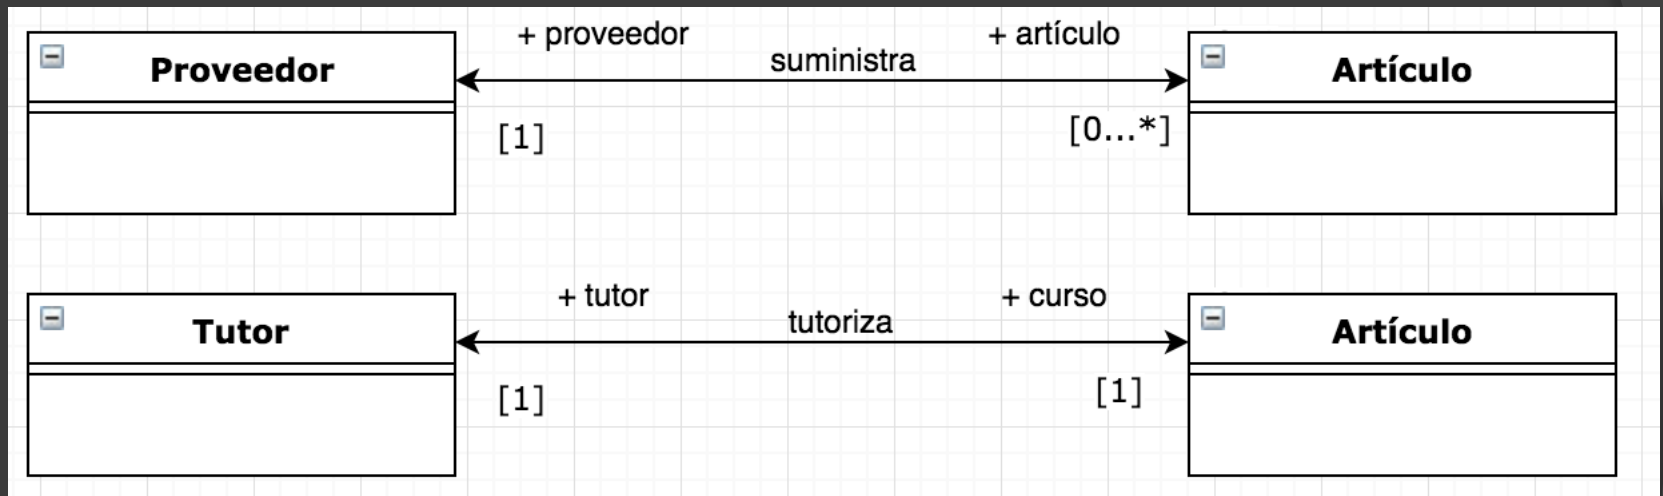 + proveedor
+ artículo
suministra
Proveedor
Artículo
[1]
[0...*]
+ tutor
+ curso
tutoriza
Tutor
Artículo
[1]
[1]